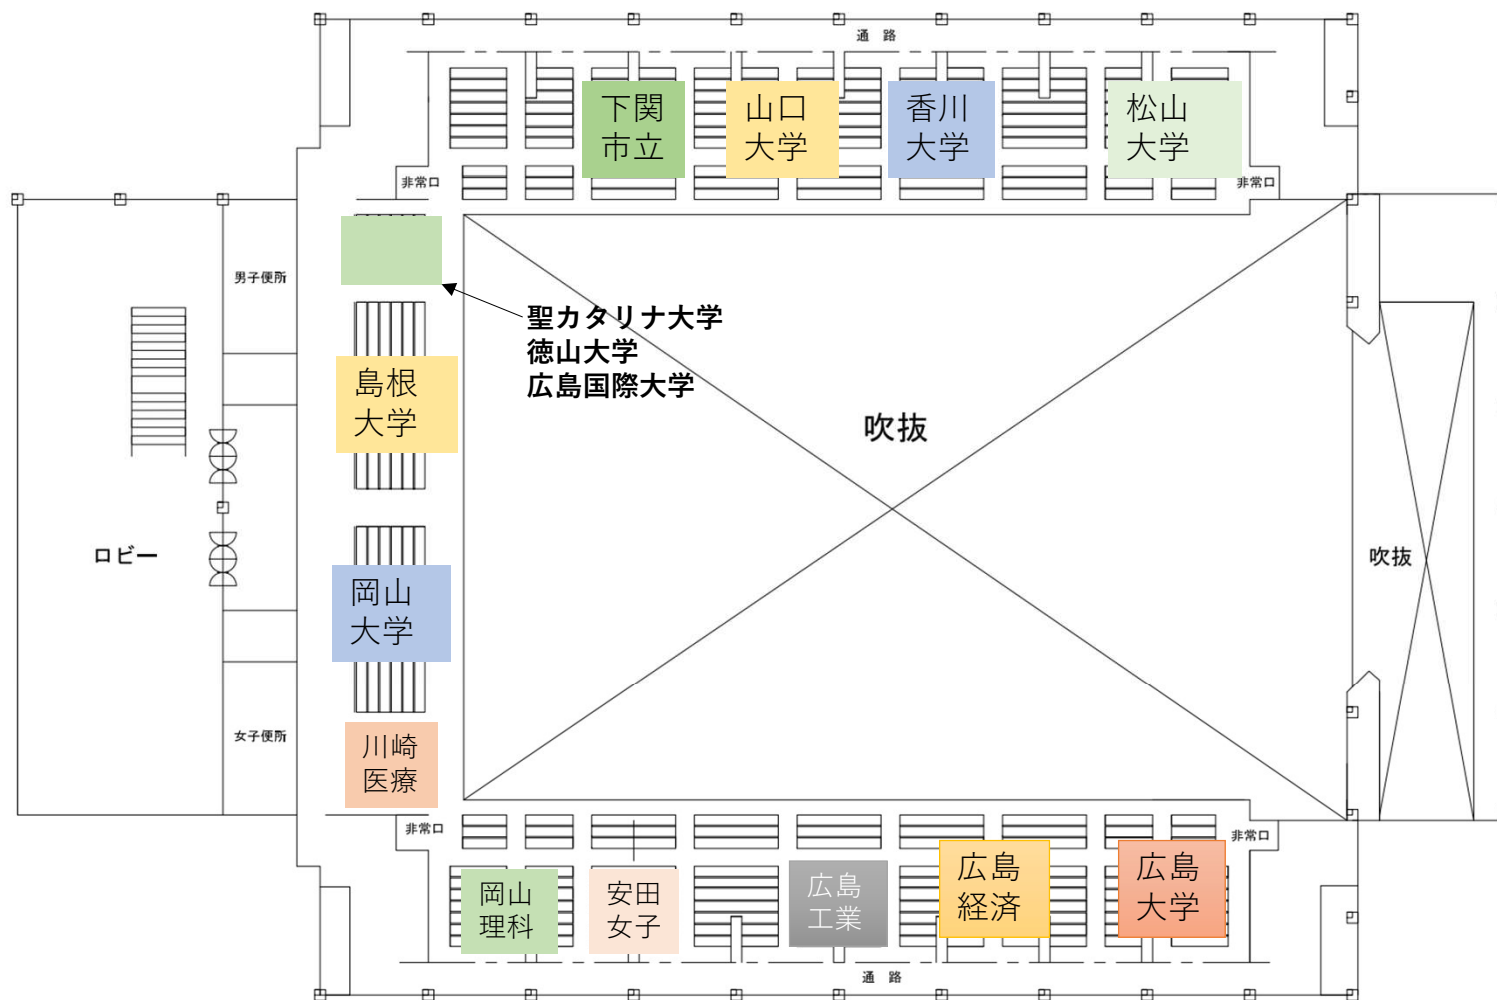 通 路
下関
市立
山口
大学
香川
大学
松山
大学
非常口
非常口
男子便所
聖カタリナ大学
徳山大学
広島国際大学
島根
大学
吹抜
ロビー
吹抜
岡山
大学
女子便所
川崎
医療
非常口
非常口
岡山
理科
安田
女子
広島
工業
広島
経済
広島
大学
通 路